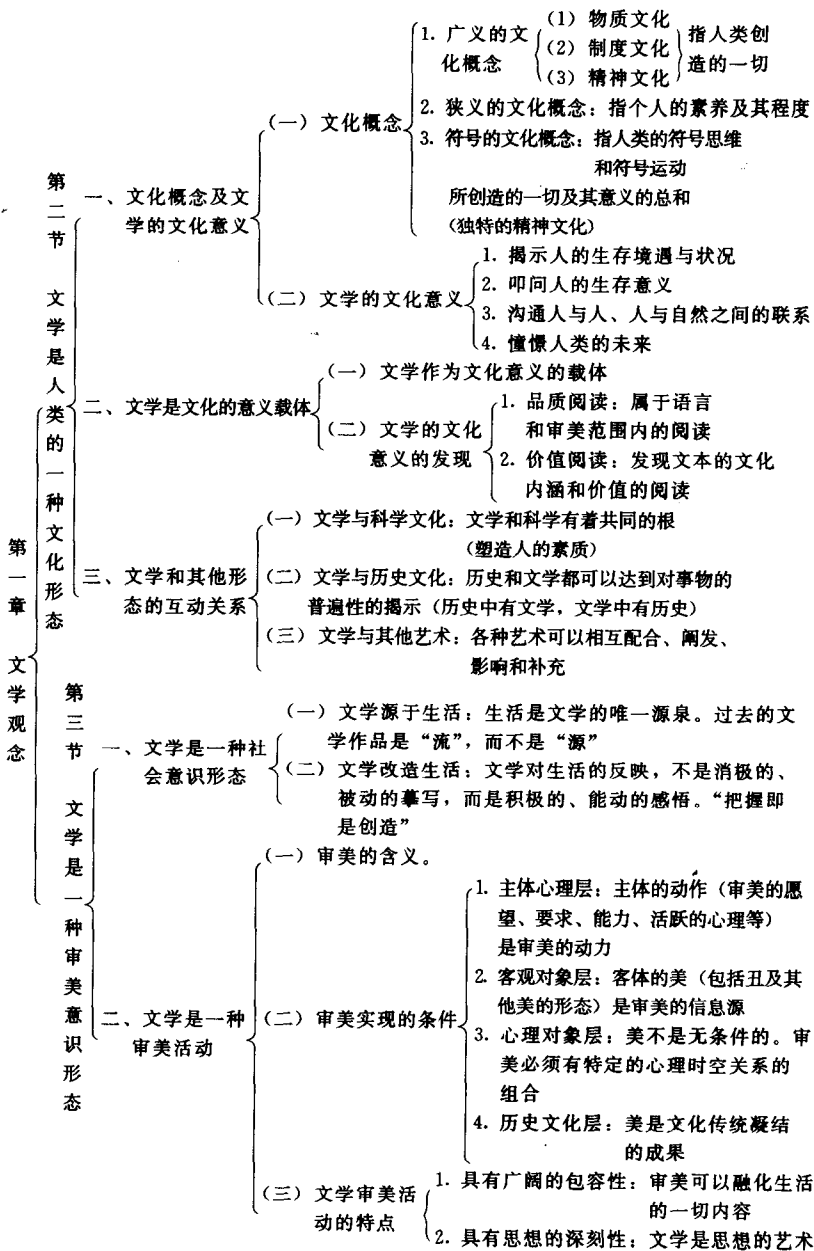 第一章 文学观念
第二节 文学是人类的一种文化形态
一、文化概念及文
学的文化意义
(一) 文化概念
1. 广义的文
化概念
(1) 物质文化
(2) 制度文化
(3) 精神文化
指人类创
造的一切
2. 狭义的文化概念：指个人的素养及其程度
3. 符号的文化概念：指人类的符号思维
和符号运动
所创造的一切及其意义的总和
(独特的精神文化)
(二) 文学的文化意义
1. 揭示人的生存境遇与状况
2. 叩问人的生存意义
3. 沟通人与人、人与自然之间的联系
4. 憧憬人类的未来
二、文学是文化的意义载体
(一) 文学作为文化意义的载体
(二) 文学的文化
意义的发现
1. 品质阅读：属于语言
和审美范围内的阅读
2. 价值阅读：发现文本的文化
内涵和价值的阅读
三、文学和其他形
态的互动关系
(一) 文学与科学文化：文学和科学有着共同的根
(塑造人的素质)
(二) 文学与历史文化：历史和文学都可以达到对事物的
普遍性的揭示（历史中有文学，文学中有历史）
(三) 文学与其他艺术：各种艺术可以相互配合、阐发、
影响和补充
第三节 文学是一种审美意识形态
一、文学是一种社
会意识形态
(一) 文学源于生活：生活是文学的唯一源泉。过去的文
学作品是“流”，而不是“源”
(二) 文学改造生活：文学对生活的反映，不是消极的、
被动的摹写，而是积极的、能动的感悟。“把握即
是创造”
二、文学是一种
审美活动
(一) 审美的含义。
(二) 审美实现的条件
1. 主体心理层：主体的动作（审美的愿
望、要求、能力、活跃的心理等）
是审美的动力
2. 客观对象层：客体的美（包括丑及其
他美的形态）是审美的信息源
3. 心理对象层：美不是无条件的。审
美必须有特定的心理时空关系的
组合
4. 历史文化层：美是文化传统凝结
的成果
(三) 文学审美活
动的特点
1. 具有广阔的包容性：审美可以融化生活
的一切内容
2. 具有思想的深刻性：文学是思想的艺术